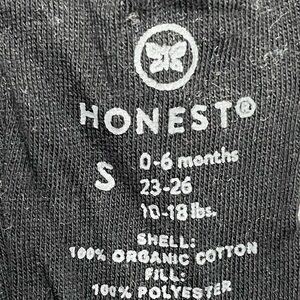 HONEST®
S
0-6 months
23-26
10-18 lbs.
SHELL:
100% ORGANIC COTTON
FILL:
100% POLYESTER